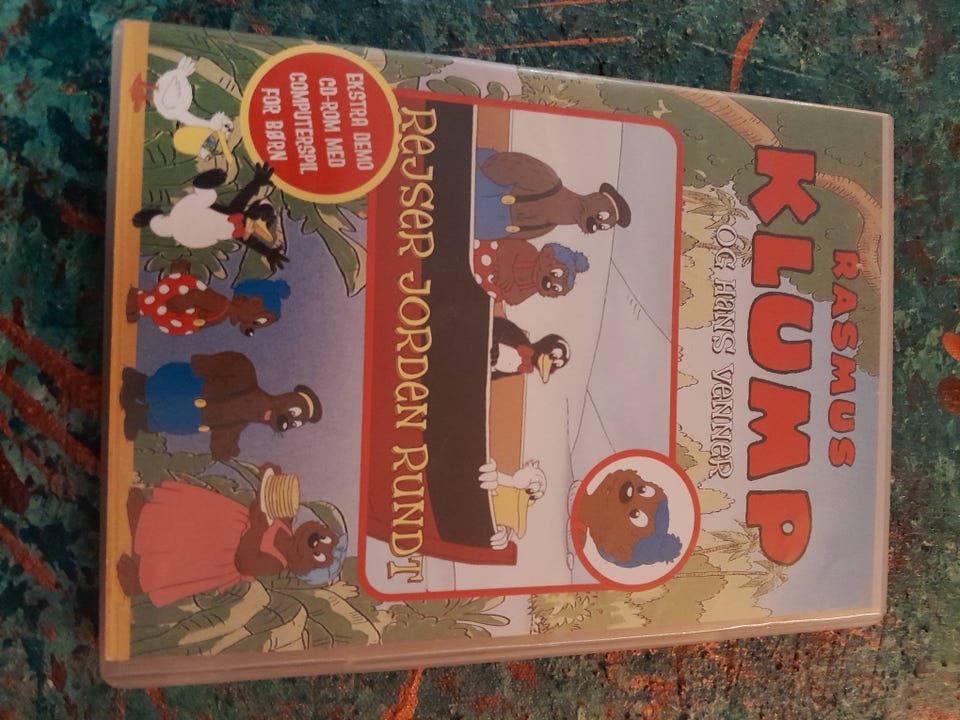 RASMUS
KLUMP
OG HANS VENNER
REJSER JORDEN RUNDT
EKSTRA DEMO
CD-ROM MED
COMPUTERSPIL
FOR BØRN